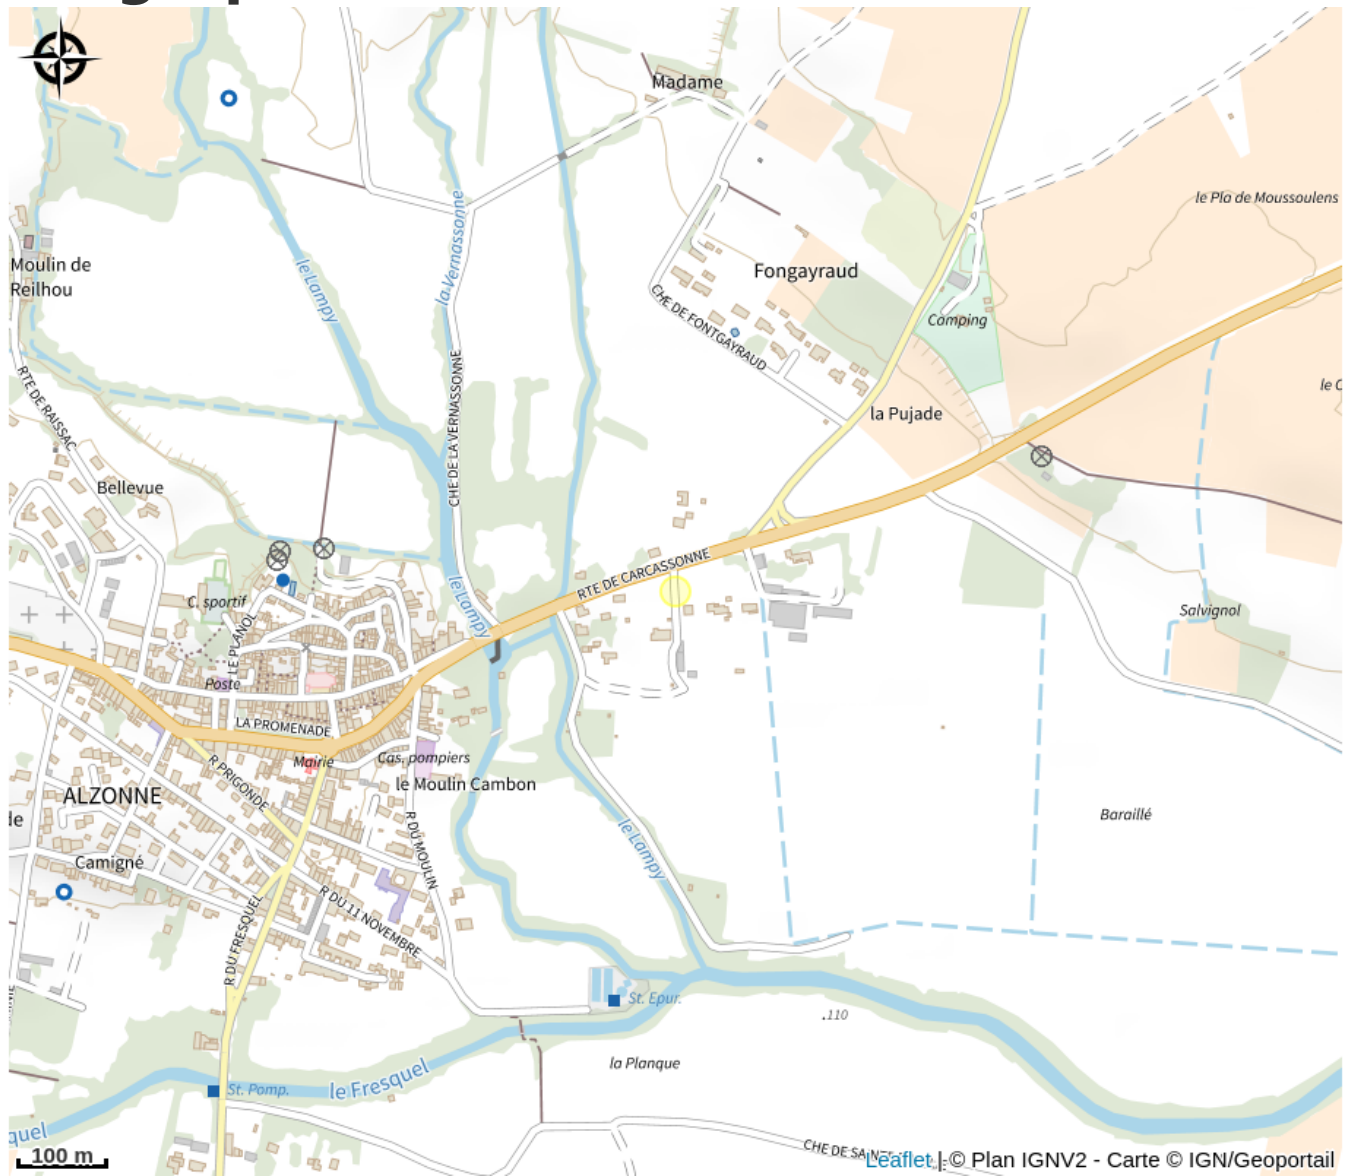 Madame
le Pla de Moussoulens
la Vernassonne
le Lampy
Moulin de
Reilhou
Fongayraud
CHE DE FONTGAYRAUD
Camping
RTE DE RAISSAC
CHE DE LA VERNASSONNE
la Pujade
Bellevue
RTE DE CARCASSONNE
le Lampy
C. sportif
LE PLANOL
Salvignol
Poste
LA PROMENADE
Mairie
Cas. pompiers
le Moulin Cambon
R PRIGONDE
ALZONNE
de
Baraillé
R DU MOULIN
le Lampy
Camigné
R DU 11 NOVEMBRE
R DU FRESQUEL
St. Epur.
.110
la Planque
St. Pomp.
le Fresquel
quel
100 m
Leaflet | © Plan IGNV2 - Carte © IGN/Geoportail